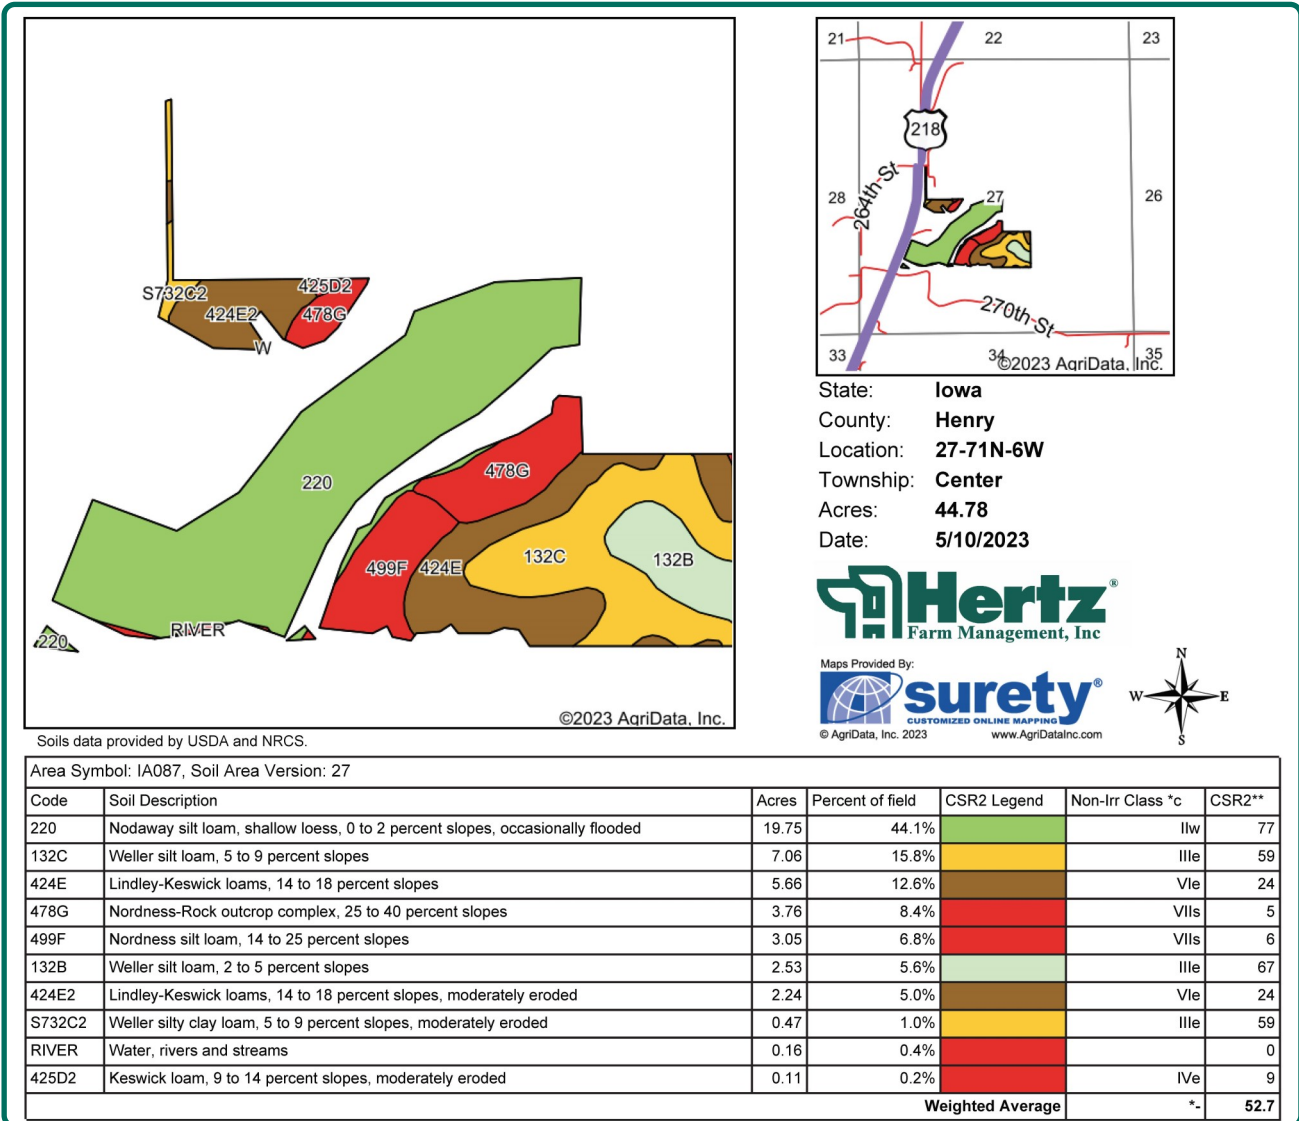 S732C2
425D2
424E2
478G
W
478G
220
499F
424E
132C
132B
RIVER
220
©2023 AgriData, Inc.
21
22
23
218
28
264th-St
27
26
270th-St
33
34
35
©2023 AgriData, Inc.
State: Iowa
County: Henry
Location: 27-71N-6W
Township: Center
Acres: 44.78
Date: 5/10/2023
Hertz®
Farm Management, Inc
Maps Provided By:
surety®
CUSTOMIZED ONLINE MAPPING
© AgriData, Inc. 2023 www.AgriDataInc.com
N
W E
S
Soils data provided by USDA and NRCS.
Area Symbol: IA087, Soil Area Version: 27
Code Soil Description Acres Percent of field CSR2 Legend Non-Irr Class *c CSR2**
220 Nodaway silt loam, shallow loess, 0 to 2 percent slopes, occasionally flooded 19.75 44.1% IIw 77
132C Weller silt loam, 5 to 9 percent slopes 7.06 15.8% IIIe 59
424E Lindley-Keswick loams, 14 to 18 percent slopes 5.66 12.6% VIe 24
478G Nordness-Rock outcrop complex, 25 to 40 percent slopes 3.76 8.4% VIIs 5
499F Nordness silt loam, 14 to 25 percent slopes 3.05 6.8% VIIs 6
132B Weller silt loam, 2 to 5 percent slopes 2.53 5.6% IIIe 67
424E2 Lindley-Keswick loams, 14 to 18 percent slopes, moderately eroded 2.24 5.0% VIe 24
S732C2 Weller silty clay loam, 5 to 9 percent slopes, moderately eroded 0.47 1.0% IIIe 59
RIVER Water, rivers and streams 0.16 0.4% 0
425D2 Keswick loam, 9 to 14 percent slopes, moderately eroded 0.11 0.2% IVe 9
Weighted Average *- 52.7